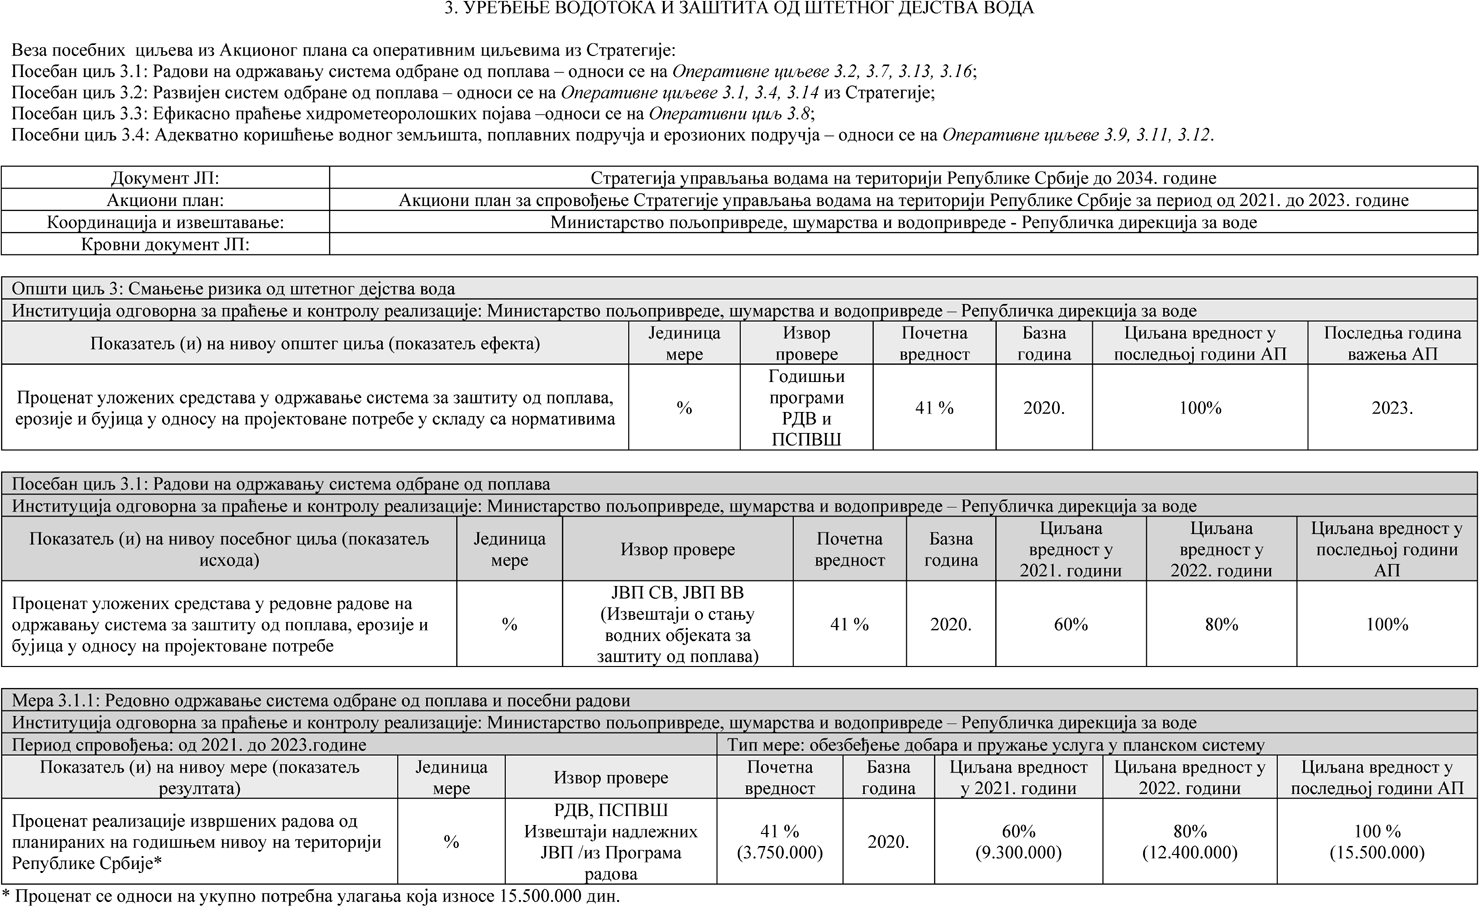 3. УРЕЂЕЊЕ ВОДОТОКА И ЗАШТИТА ОД ШТЕТНОГ ДЕЈСТВА ВОДА
Веза посебних циљева из Акционог плана са оперативним циљевима из Стратегије:
Посебан циљ 3.1: Радови на одржавању система одбране од поплава – односи се на Оперативне циљеве 3.2, 3.7, 3.13, 3.16;
Посебан циљ 3.2: Развијен систем одбране од поплава – односи се на Оперативне циљеве 3.1, 3.4, 3.14 из Стратегије;
Посебан циљ 3.3: Ефикасно праћење хидрометеоролошких појава –односи се на Оперативни циљ 3.8;
Посебни циљ 3.4: Адекватно коришћење водног земљишта, поплавних подручја и ерозионих подручја – односи се на Оперативне циљеве 3.9, 3.11, 3.12.
Документ ЈП: Стратегија управљања водама на територији Републике Србије до 2034. године
Акциони план: Акциони план за спровођење Стратегије управљања водама на територији Републике Србије за период од 2021. до 2023. године
Координација и извештавање: Министарство пољопривреде, шумарства и водопривреде - Републичка дирекција за воде
Кровни документ ЈП:
Општи циљ 3: Смањење ризика од штетног дејства вода
Институција одговорна за праћење и контролу реализације: Министарство пољопривреде, шумарства и водопривреде – Републичка дирекција за воде
Показатељ (и) на нивоу општег циља (показатељ ефекта)
Јединица
мере
Извор
провере
Почетна
вредност
Базна
година
Циљана вредност у
последњој години АП
Последња година
важења АП
Проценат уложених средстава у одржавање система за заштиту од поплава,
ерозије и бујица у односу на пројектоване потребе у складу са нормативима
%
Годишњи
програми
РДВ и
ПСПВШ
41 %
2020.
100%
2023.
Посебан циљ 3.1: Радови на одржавању система одбране од поплава
Институција одговорна за праћење и контролу реализације: Министарство пољопривреде, шумарства и водопривреде – Републичка дирекција за воде
Показатељ (и) на нивоу посебног циља (показатељ
исхода)
Јединица
мере
Извор провере
Почетна
вредност
Базна
година
Циљана
вредност у
2021. години
Циљана
вредност у
2022. години
Циљана вредност у
последњој години
АП
Проценат уложених средстава у редовне радове на
одржавању система за заштиту од поплава, ерозије и
бујица у односу на пројектоване потребе
%
ЈВП СВ, ЈВП ВВ
(Извештаји о стању
водних објеката за
заштиту од поплава)
41 %
2020.
60%
80%
100%
Мера 3.1.1: Редовно одржавање система одбране од поплава и посебни радови
Институција одговорна за праћење и контролу реализације: Министарство пољопривреде, шумарства и водопривреде – Републичка дирекција за воде
Период спровођења: од 2021. до 2023.године
Тип мере: обезбеђење добара и пружање услуга у планском систему
Показатељ (и) на нивоу мере (показатељ
резултата)
Јединица
мере
Извор провере
Почетна
вредност
Базна
година
Циљана вредност
у 2021. години
Циљана вредност у
2022. години
Циљана вредност у
последњој години АП
Проценат реализације извршених радова од
планираних на годишњем нивоу на територији
Републике Србије*
%
РДВ, ПСПВШ
Извештаји надлежних
ЈВП /из Програма
радова
41 %
(3.750.000)
2020.
60%
(9.300.000)
80%
(12.400.000)
100 %
(15.500.000)
* Проценат се односи на укупно потребна улагања која износе 15.500.000 дин.